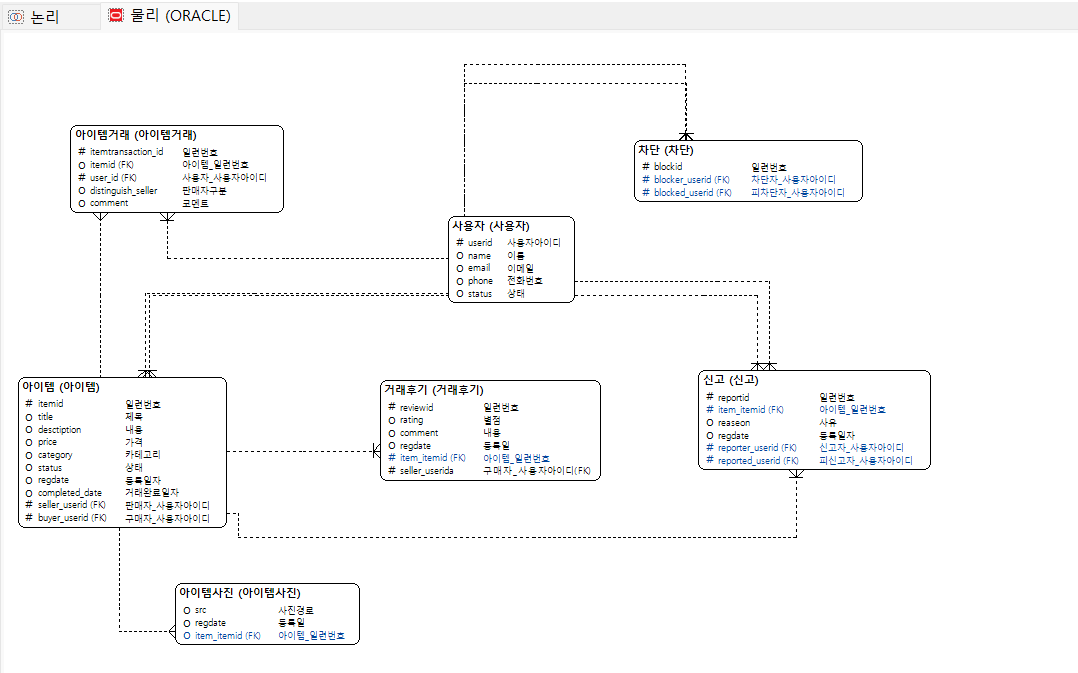 논리
물리 (ORACLE)
아이템거래 (아이템거래)
# itemtransaction_id 일련번호
O itemid (FK) 아이템_일련번호
# user_id (FK) 사용자_사용자아이디
O distinguish_seller 판매자구분
O comment 코멘트
차단 (차단)
# blockid 일련번호
# blocker_userid (FK) 차단자_사용자아이디
# blocked_userid (FK) 피차단자_사용자아이디
사용자 (사용자)
# userid 사용자아이디
O name 이름
O email 이메일
O phone 전화번호
O status 상태
아이템 (아이템)
# itemid 일련번호
O title 제목
O desctiption 내용
O price 가격
O category 카테고리
O status 상태
O regdate 등록일자
O completed_date 거래완료일자
# seller_userid (FK) 판매자_사용자아이디
# buyer_userid (FK) 구매자_사용자아이디
거래후기 (거래후기)
# reviewid 일련번호
O rating 별점
O comment 내용
O regdate 등록일
# item_itemid (FK) 아이템_일련번호
# seller_userida 구매자_사용자아이디(FK)
신고 (신고)
# reportid 일련번호
# item_itemid (FK) 아이템_일련번호
O reaseon 사유
O regdate 등록일자
# reporter_userid (FK) 신고자_사용자아이디
# reported_userid (FK) 피신고자_사용자아이디
아이템사진 (아이템사진)
O src 사진경로
O regdate 등록일
O item_itemid (FK) 아이템_일련번호